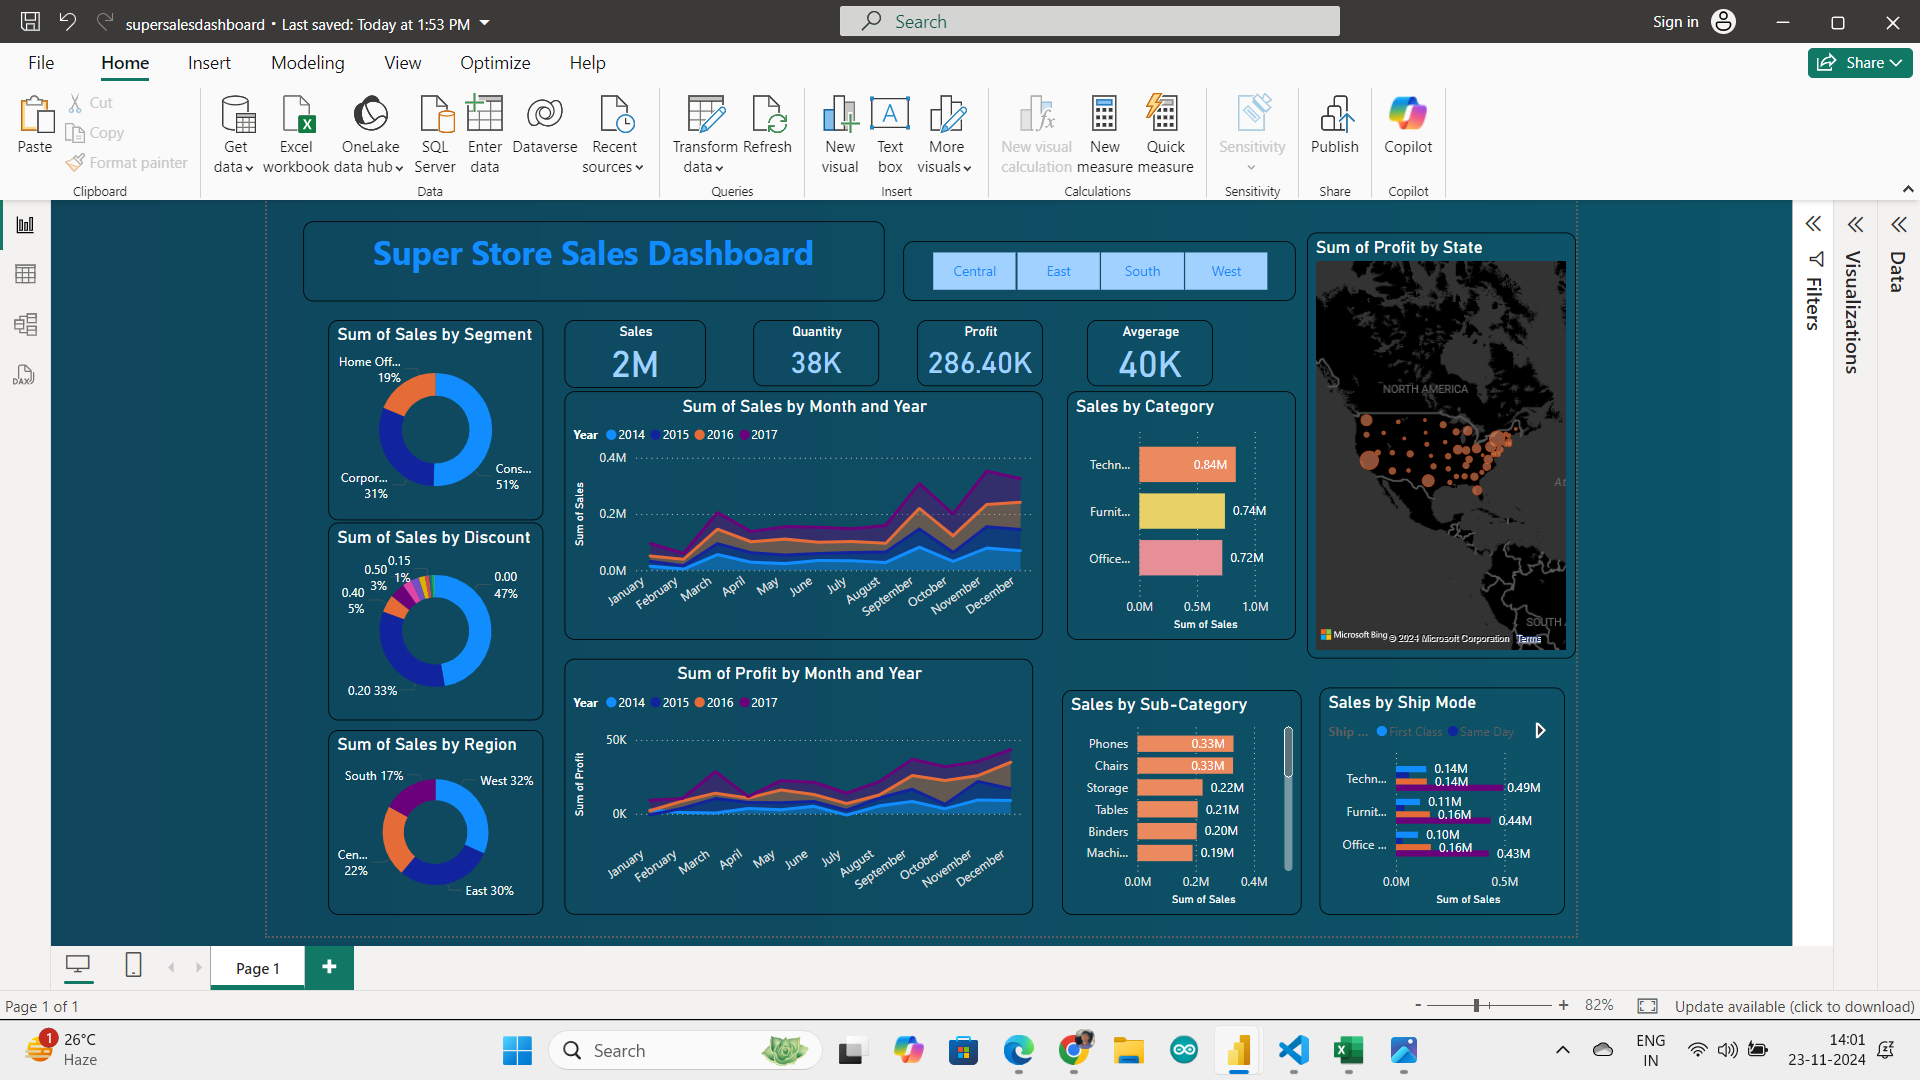 supersalesdashboard • Last saved: Today at 1:53 PM
Search
Sign in
File
Home
Insert
Modeling
View
Optimize
Help
Share
Paste
Cut
Copy
Format painter
Clipboard
Get
data
Excel
workbook
OneLake
data hub
SQL
Server
Enter
data
Dataverse
Recent
sources
Data
Transform
data
Refresh
Queries
New
visual
Text
box
More
visuals
Insert
New visual
calculation
New
measure
Quick
measure
Calculations
Sensitivity
Sensitivity
Publish
Share
Copilot
Copilot
Super Store Sales Dashboard
Central
East
South
West
Sum of Profit by State
NORTH AMERICA
At
SOUTH
Microsoft Bing
© 2024 Microsoft Corporation
Terms
Filters
Visualizations
Data
Sum of Sales by Segment
Home Off...
19%
Cons...
51%
Corpor...
31%
Sales
2M
Quantity
38K
Profit
286.40K
Avgerage
40K
Sum of Sales by Month and Year
Year 2014 2015 2016 2017
0.4M
0.2M
0.0M
Sum of Sales
January
February
March
April
May
June
July
August
September
October
November
December
Sales by Category
Techn...
0.84M
Furnit...
0.74M
Office...
0.72M
0.0M
0.5M
1.0M
Sum of Sales
Sum of Sales by Discount
0.15
1%
0.50
3%
0.40
5%
0.00
47%
0.20 33%
Sum of Sales by Region
South 17%
West 32%
Cen...
22%
East 30%
Sum of Profit by Month and Year
Year 2014 2015 2016 2017
50K
0K
Sum of Profit
January
February
March
April
May
June
July
August
September
October
November
December
Sales by Sub-Category
Phones
0.33M
Chairs
0.33M
Storage
0.22M
Tables
0.21M
Binders
0.20M
Machi...
0.19M
0.0M
0.2M
0.4M
Sum of Sales
Sales by Ship Mode
Ship ... First Class Same Day
Techn...
0.14M
0.14M
0.49M
Furnit...
0.11M
0.16M
0.44M
Office ...
0.10M
0.16M
0.43M
0.0M
0.5M
Sum of Sales
Page 1
Page 1 of 1
- + 82%
Update available (click to download)
1
26°C
Haze
Search
ENG
IN
14:01
23-11-2024